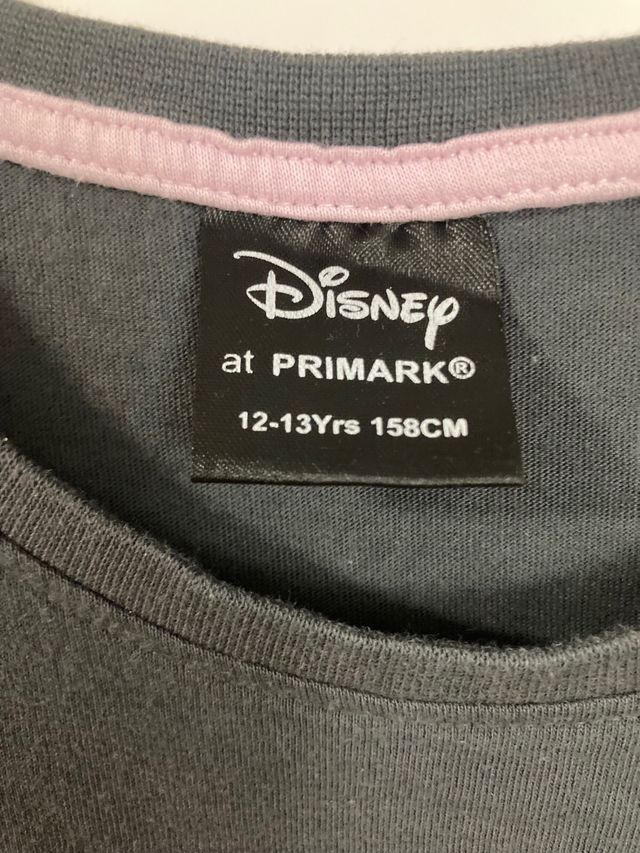 Disney
at PRIMARK®
12-13Yrs 158CM